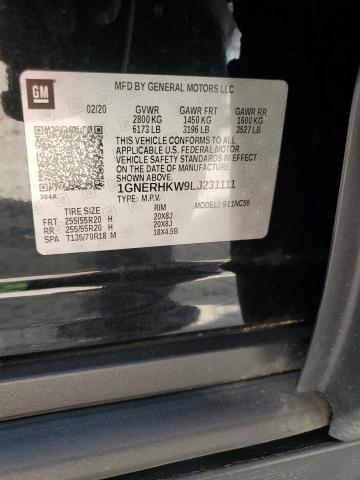 GM
MFD BY GENERAL MOTORS LLC
02/20 GVWR GAWR FRT GAWR RR
2800 KG 1450 KG 1600 KG
6173 LB 3196 LB 3527 LB
THIS VEHICLE CONFORMS TO ALL APPLICABLE
U.S. FEDERAL MOTOR VEHICLE SAFETY STANDARDS
IN EFFECT ON THE DATE OF MANUFACTURE
SHOWN ABOVE.
1GNERHKW9LJ231111
TYPE: M.P.V. MODEL: 911NC56
384A
TIRE SIZE RIM
FRT 255/55R20 H 20X8J
RR 255/55R20 H 20X8J
SPA T135/70R18 M 18X4.5B